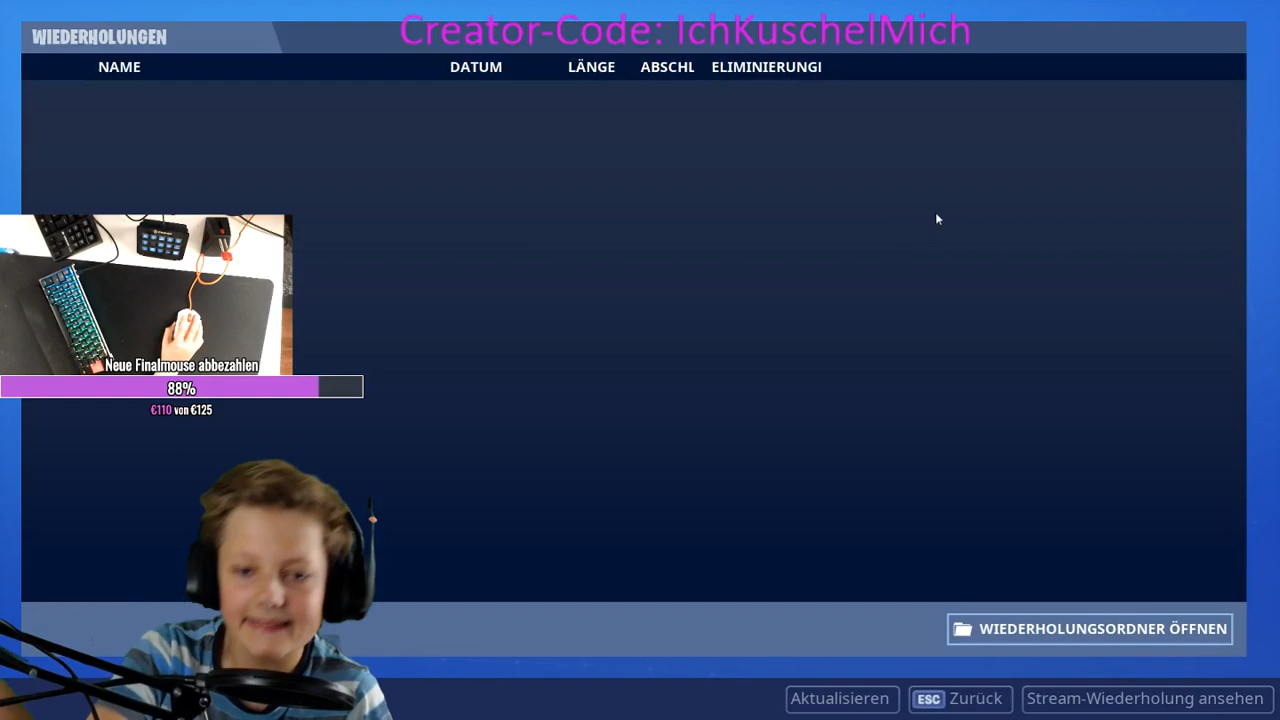 Creator-Code: IchKuschelMich
WIEDERHOLUNGEN
NAME DATUM LÄNGE ABSCHL ELIMINIERUNGI
Neue Finalmouse abbezahlen
88%
€110 von €125
WIEDERHOLUNGSORDNER ÖFFNEN
Aktualisieren ESC Zurück Stream-Wiederholung ansehen